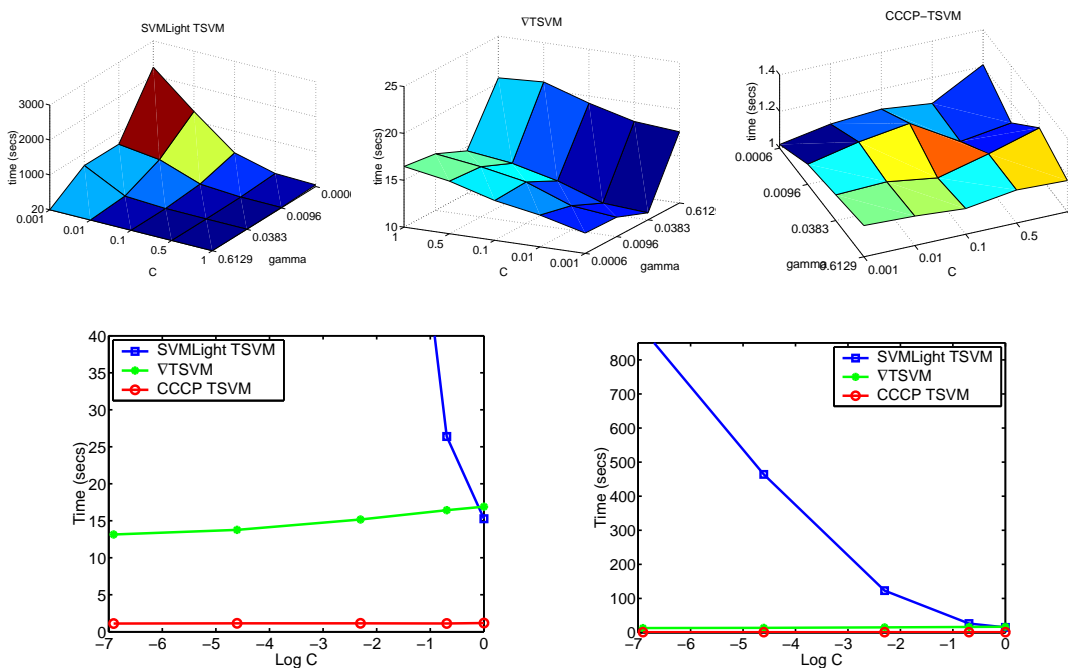 SVMLight TSVM
3000
2000
1000
20
time (secs)
0.001
0.01
0.1
0.5
1
C
0.6129
0.0383
0.0096
0.0006
gamma
∇TSVM
25
20
15
10
time (secs)
1
0.5
0.1
0.01
0.001
C
0.0006
0.0096
0.0383
0.6129
gamma
CCCP−TSVM
1.4
1.2
1
time (secs)
0.0006
0.0096
0.0383
0.6129
gamma
0.001
0.01
0.1
0.5
C
40
35
30
25
20
15
10
5
0
Time (secs)
SVMLight TSVM
∇TSVM
CCCP TSVM
−7 −6 −5 −4 −3 −2 −1 0
Log C
800
700
600
500
400
300
200
100
0
Time (secs)
SVMLight TSVM
∇TSVM
CCCP TSVM
−7 −6 −5 −4 −3 −2 −1 0
Log C